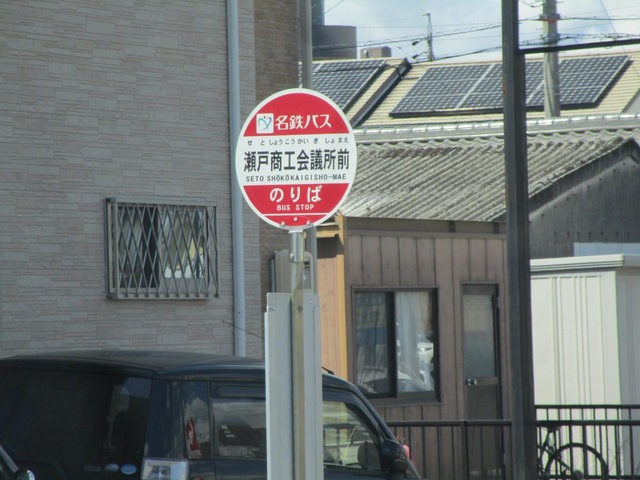 名鉄バス
せとしょうこうかいぎしょまえ
瀬戸商工会議所前
SETO SHŌKŌKAIGISHO-MAE
のりば
BUS STOP